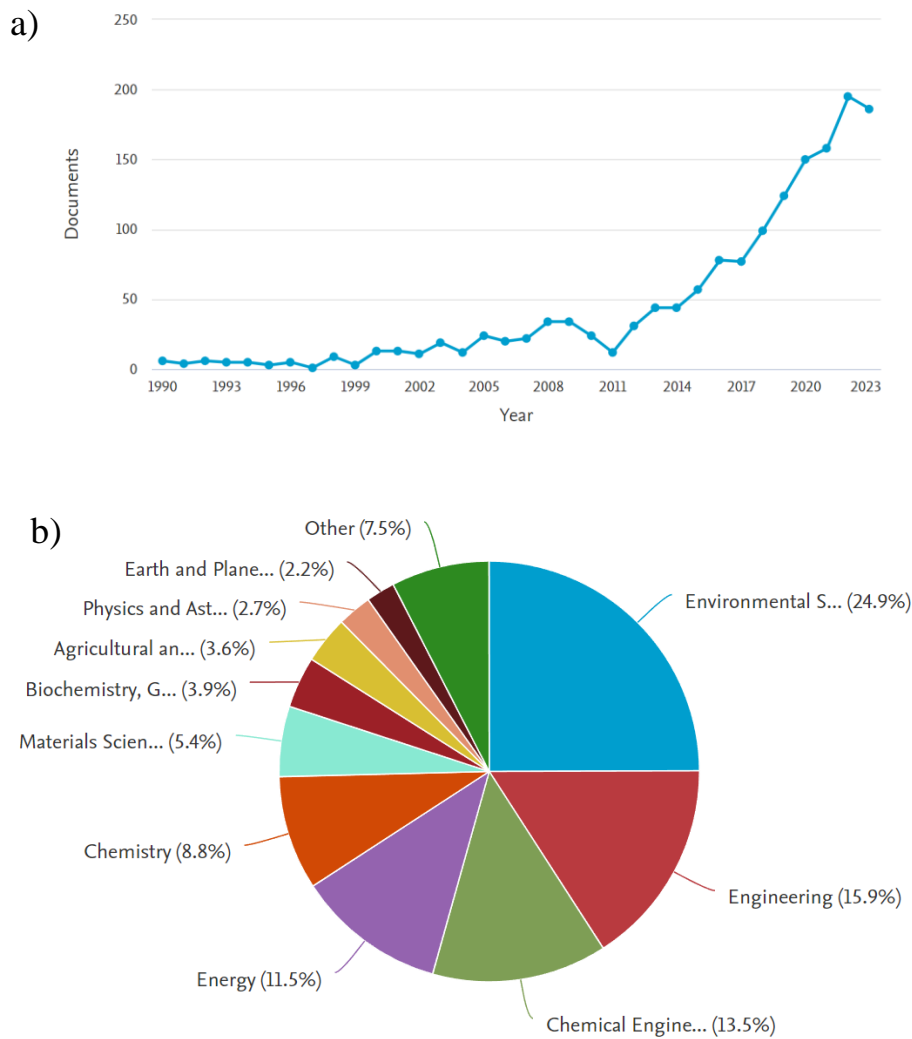 a)
250
200
150
100
50
0
Documents
1990 1993 1996 1999 2002 2005 2008 2011 2014 2017 2020 2023
Year
b)
Other (7.5%)
Earth and Plane... (2.2%)
Physics and Ast... (2.7%)
Agricultural an... (3.6%)
Biochemistry, G... (3.9%)
Materials Scien... (5.4%)
Chemistry (8.8%)
Energy (11.5%)
Environmental S... (24.9%)
Engineering (15.9%)
Chemical Engine... (13.5%)